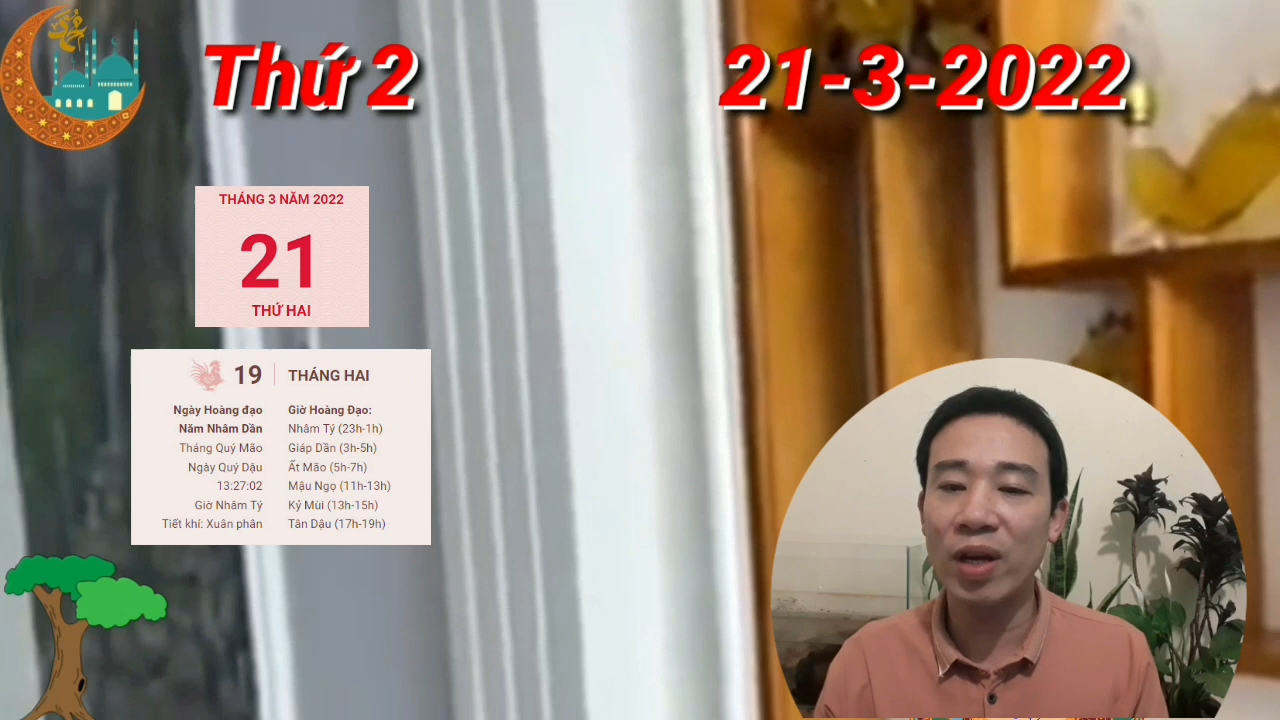 Thứ 2
21-3-2022
THÁNG 3 NĂM 2022
21
THỨ HAI
19 THÁNG HAI
Ngày Hoàng đạo
Năm Nhâm Dần
Tháng Quý Mão
Ngày Quý Dậu
13:27:02
Giờ Nhâm Tý
Tiết khí: Xuân phân
Giờ Hoàng Đạo:
Nhâm Tý (23h-1h)
Giáp Dần (3h-5h)
Ất Mão (5h-7h)
Mậu Ngọ (11h-13h)
Kỷ Mùi (13h-15h)
Tân Dậu (17h-19h)